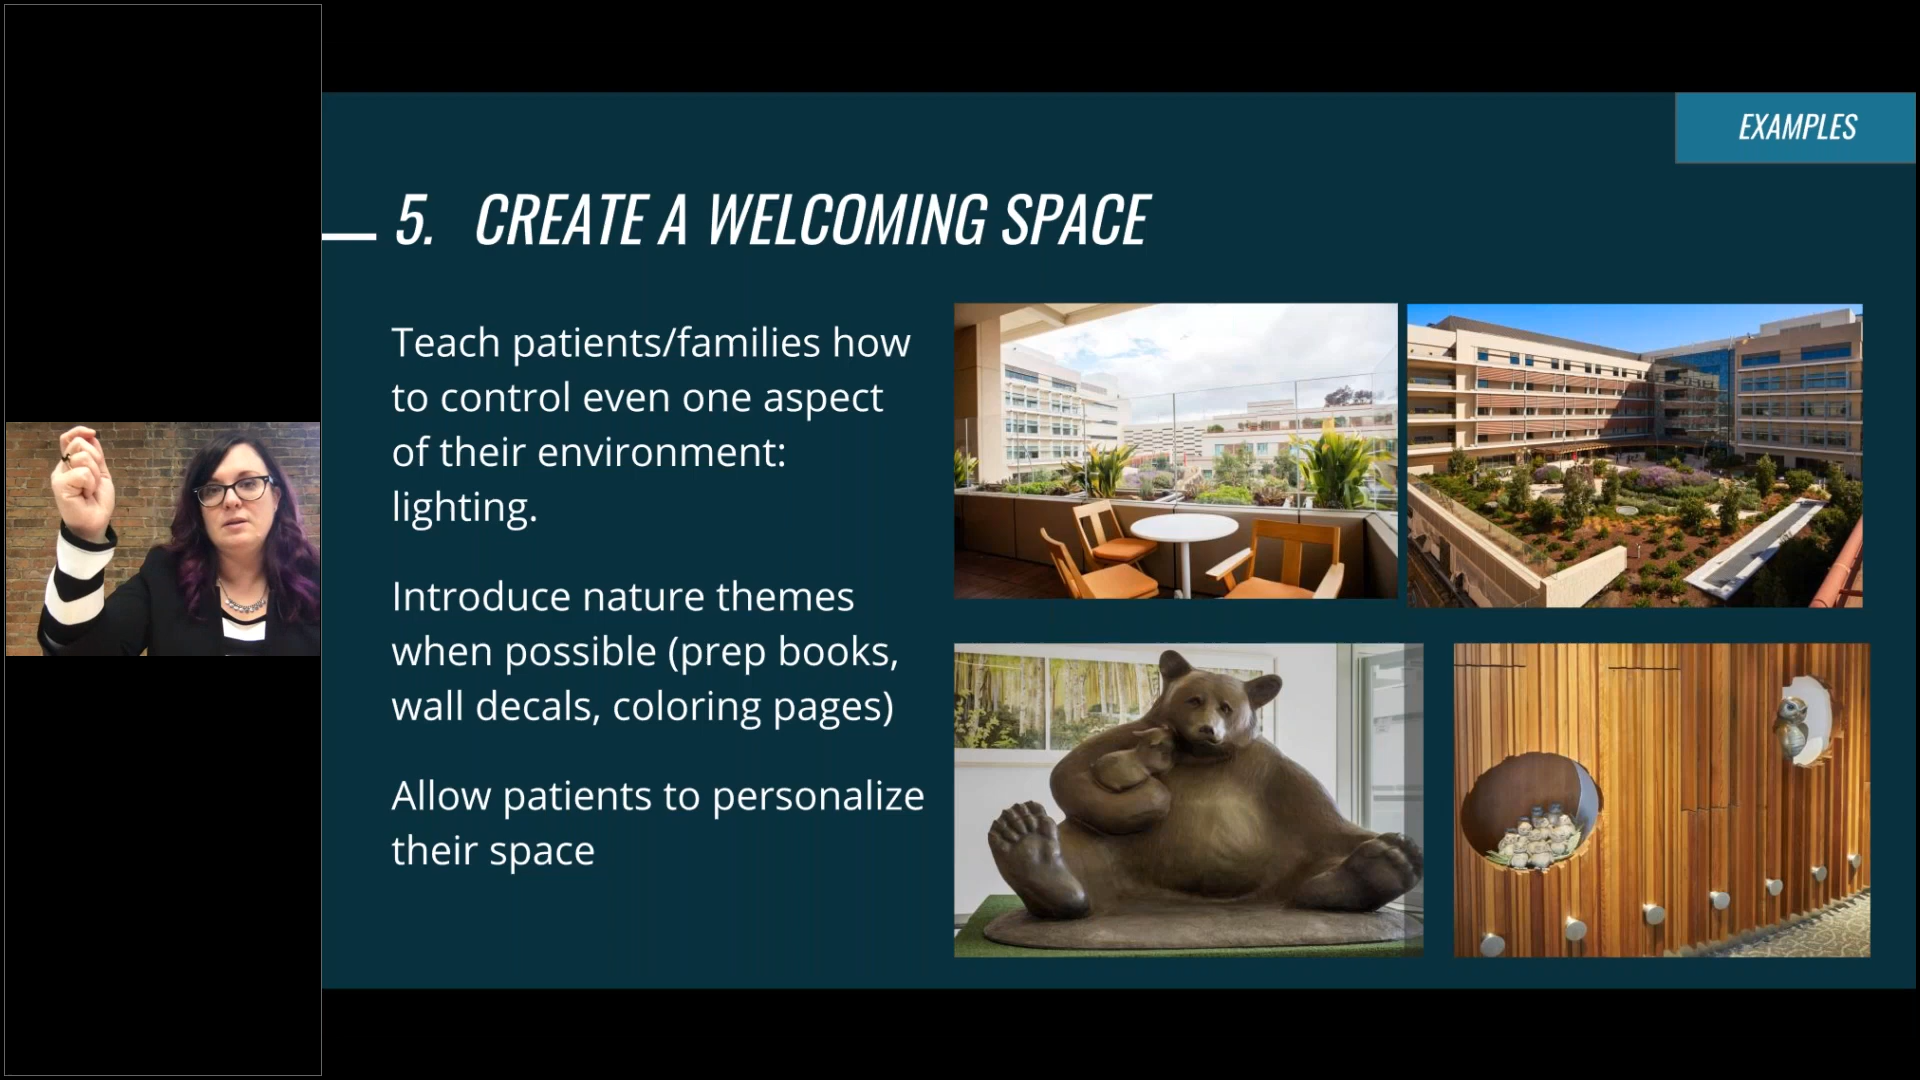 EXAMPLES
5. CREATE A WELCOMING SPACE
Teach patients/families how
to control even one aspect
of their environment:
lighting.
Introduce nature themes
when possible (prep books,
wall decals, coloring pages)
Allow patients to personalize
their space